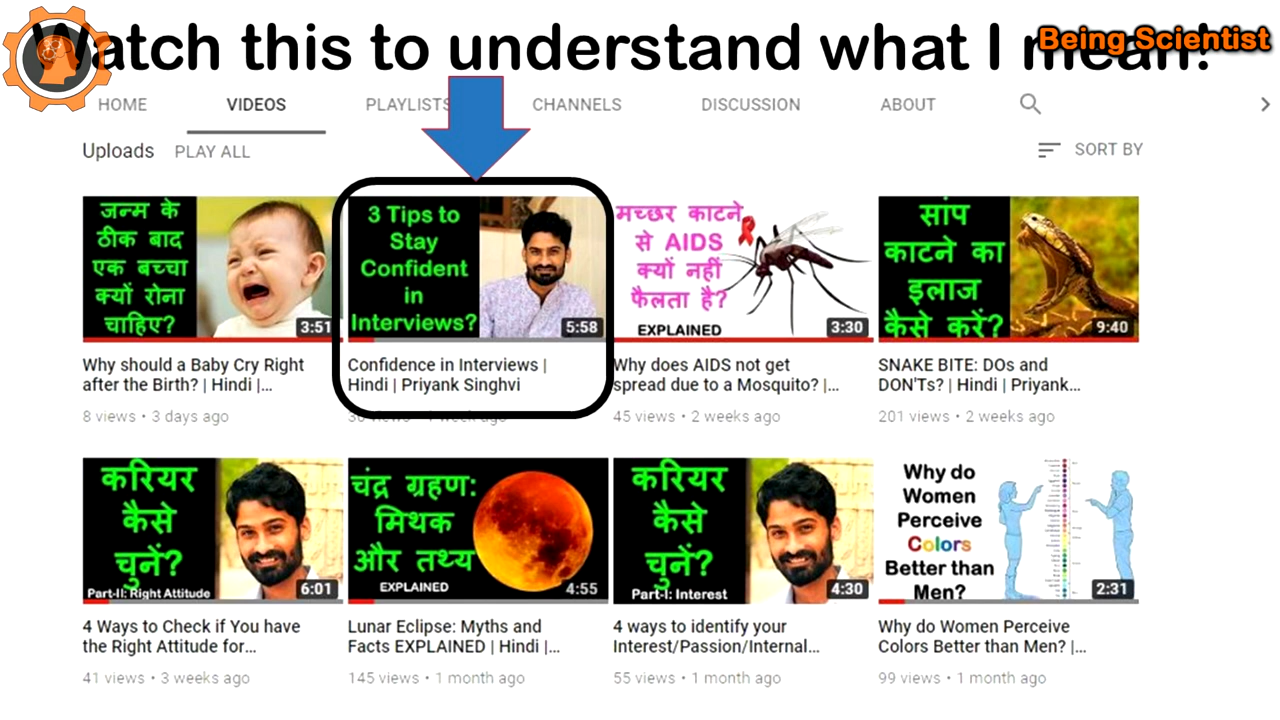 Watch this to understand what I mean!
Being Scientist
HOME VIDEOS PLAYLISTS CHANNELS DISCUSSION ABOUT
Uploads PLAY ALL SORT BY
जन्म के
ठीक बाद
एक बच्चा
क्यों रोना
चाहिए?
3:51
Why should a Baby Cry Right
after the Birth? | Hindi |...
8 views • 3 days ago
3 Tips to
Stay
Confident
in
Interviews?
5:58
Confidence in Interviews |
Hindi | Priyank Singhvi
views • 1 week ago
मच्छर काटने
से AIDS
क्यों नहीं
फैलता है?
EXPLAINED
3:30
Why does AIDS not get
spread due to a Mosquito? |...
45 views • 2 weeks ago
सांप
काटने का
इलाज
कैसे करें?
9:40
SNAKE BITE: DOs and
DON'Ts? | Hindi | Priyank...
201 views • 2 weeks ago
करियर
कैसे
चुनें?
Part-II: Right Attitude
6:01
4 Ways to Check if You have
the Right Attitude for...
41 views • 3 weeks ago
चंद्र ग्रहण:
मिथक
और तथ्य
EXPLAINED
4:55
Lunar Eclipse: Myths and
Facts EXPLAINED | Hindi |...
145 views • 1 month ago
करियर
कैसे
चुनें?
Part-I: Interest
4:30
4 ways to identify your
Interest/Passion/Internal...
55 views • 1 month ago
Why do
Women
Perceive
Colors
Better than
Men?
2:31
Why do Women Perceive
Colors Better than Men? |...
99 views • 1 month ago